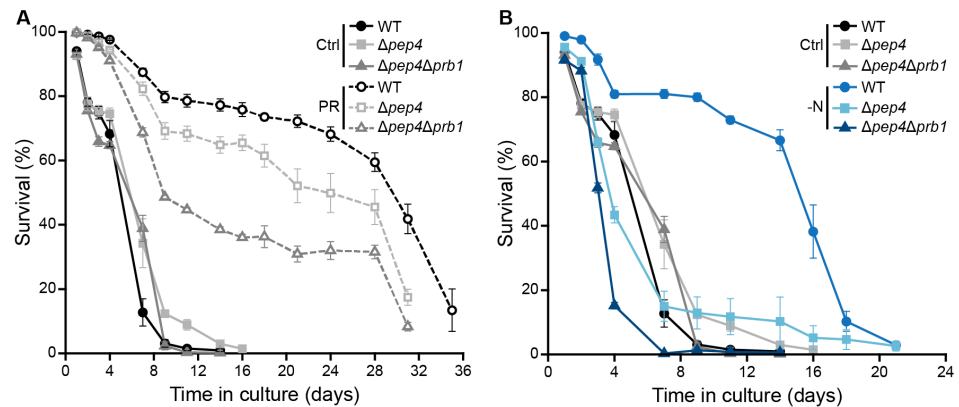 A
Survival (%)
100
80
60
40
20
0
0 4 8 12 16 20 24 28 32 36
Time in culture (days)
Ctrl
WT
Δpep4
Δpep4Δprb1
PR
WT
Δpep4
Δpep4Δprb1
B
Survival (%)
100
80
60
40
20
0
0 4 8 12 16 20 24
Time in culture (days)
Ctrl
WT
Δpep4
Δpep4Δprb1
-N
WT
Δpep4
Δpep4Δprb1